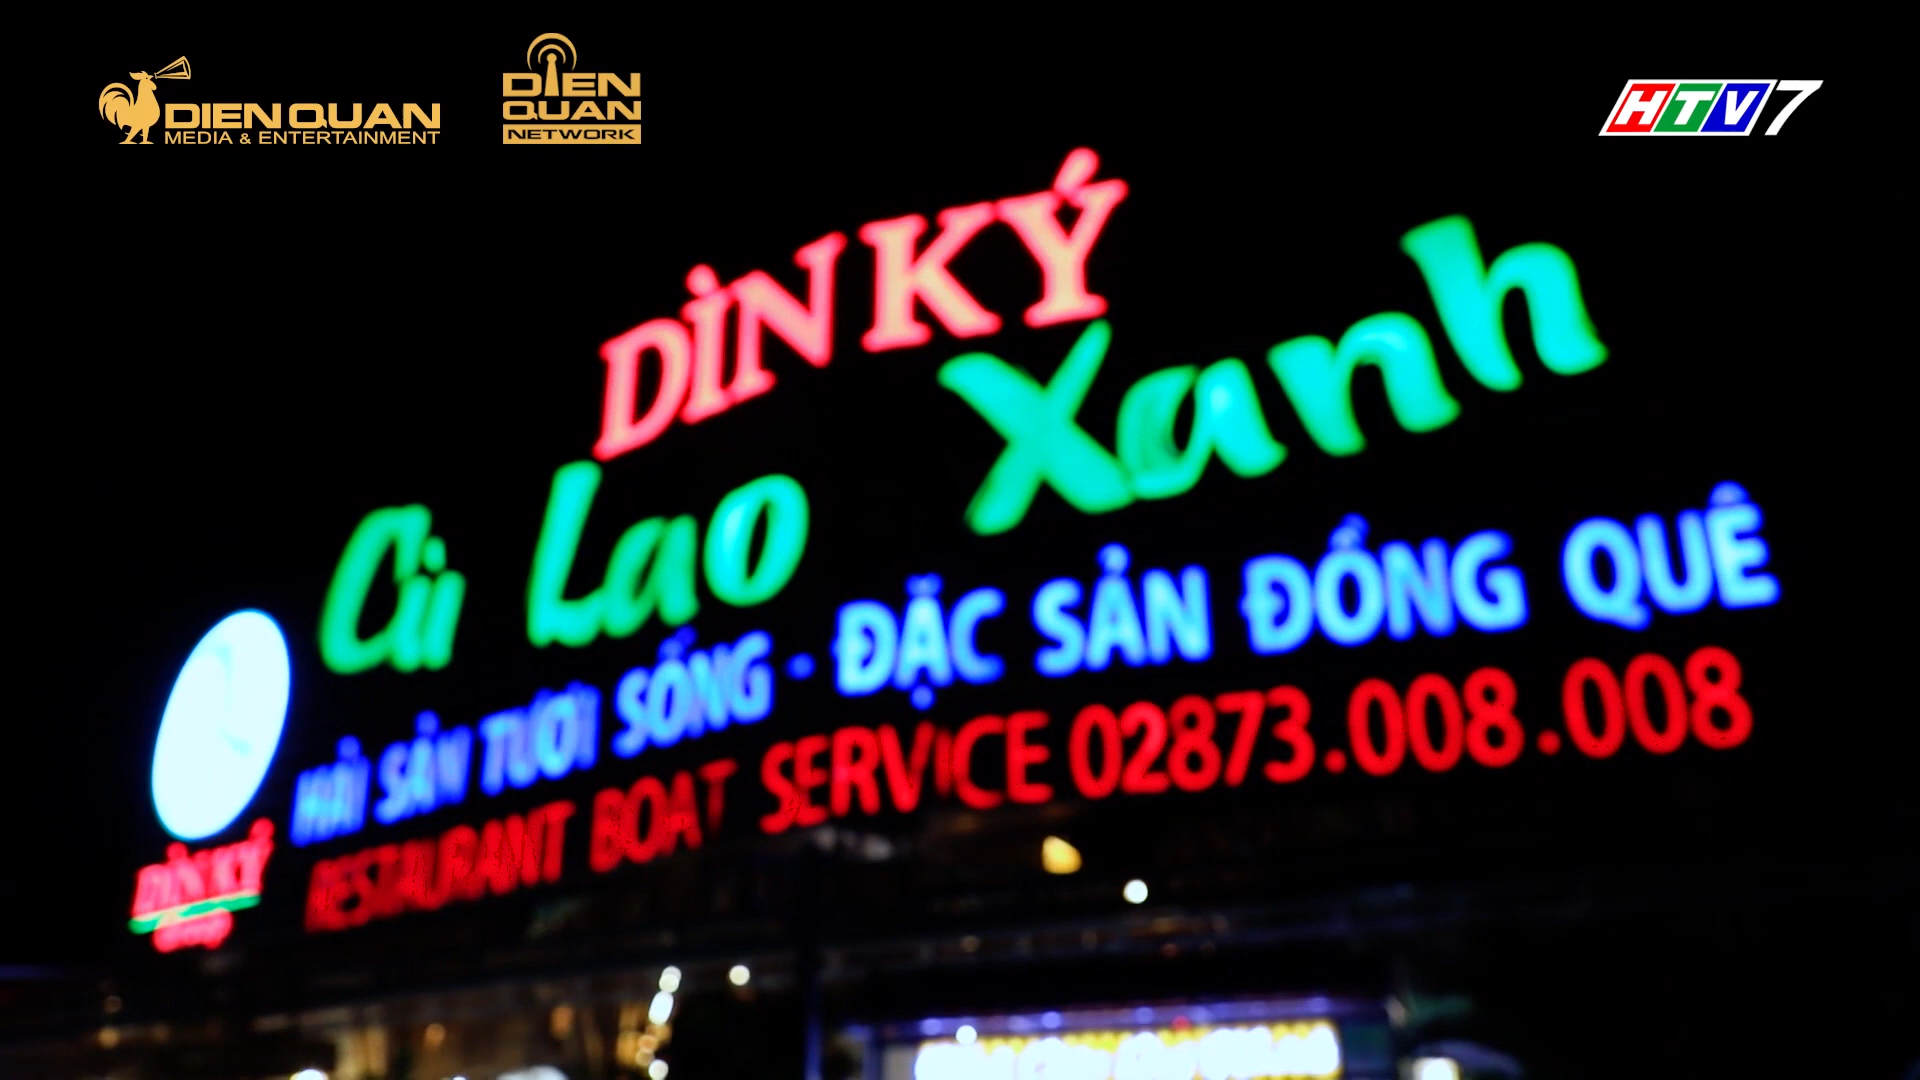 DIEN QUAN
MEDIA & ENTERTAINMENT
DIEN
QUAN
NETWORK
HTV7
DÌN KÝ
Cù Lao Xanh
HẢI SẢN TƯƠI SỐNG - ĐẶC SẢN ĐỒNG QUÊ
RESTAURANT BOAT SERVICE 02873.008.008
DÌN KÝ
Group